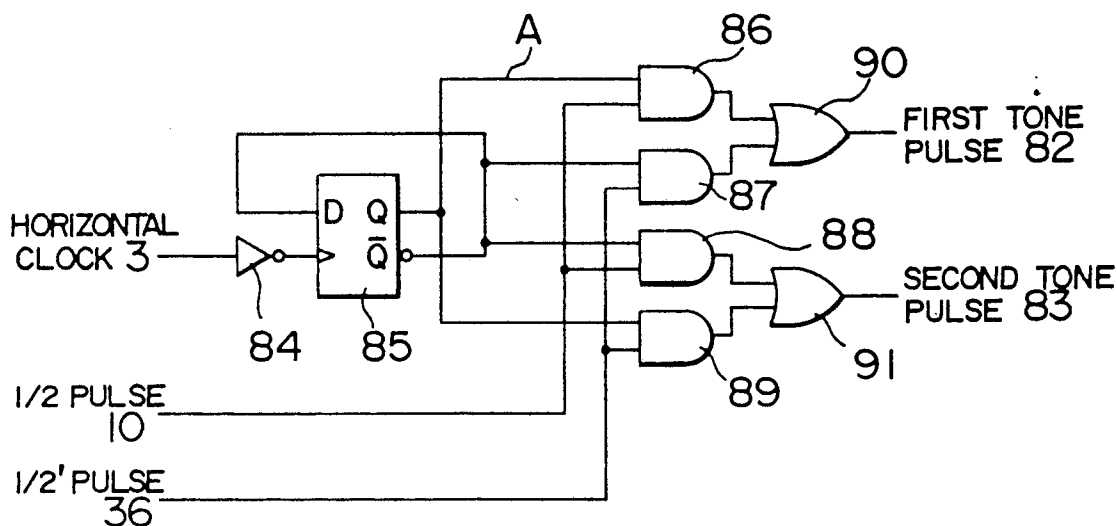 A
86
90
FIRST TONE
PULSE 82
87
D Q
Q̅
HORIZONTAL
CLOCK 3
84
85
88
SECOND TONE
PULSE 83
91
89
1/2 PULSE
10
1/2' PULSE
36